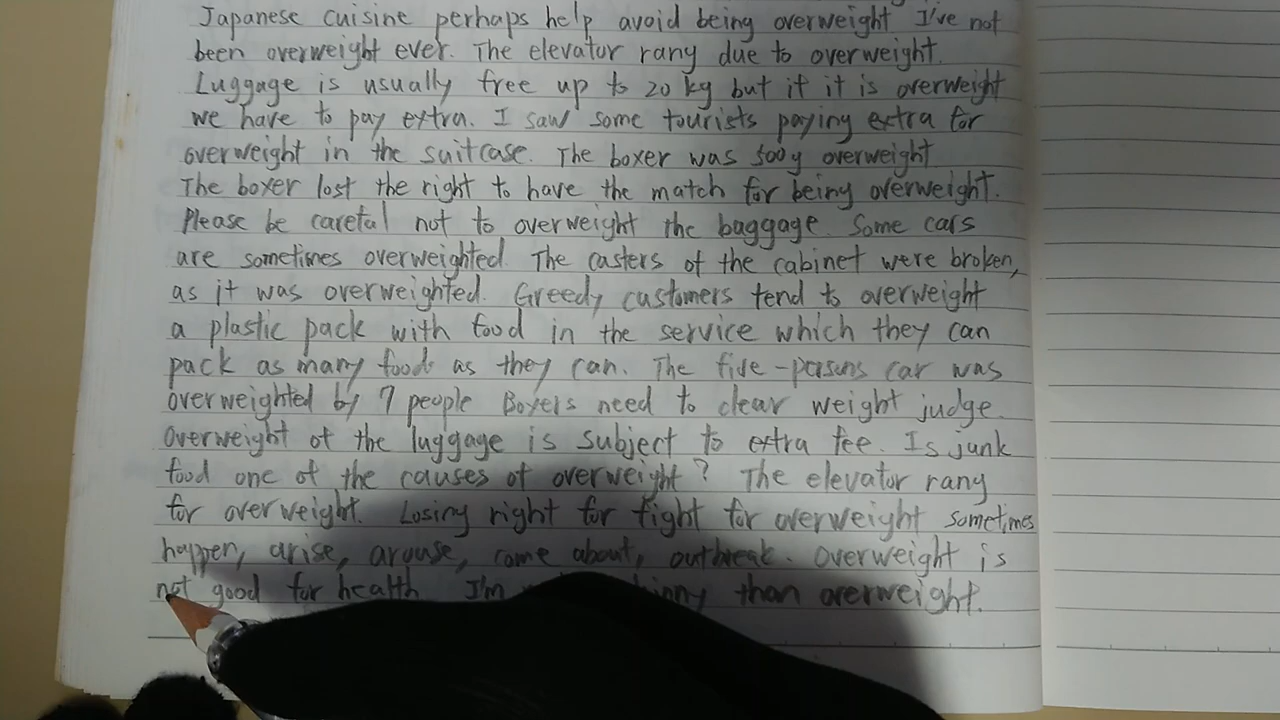 Japanese cuisine perhaps help avoid being overweight I've not
been overweight ever. The elevator rang due to overweight.
Luggage is usually free up to 20 kg but if it is overweight
we have to pay extra. I saw some tourists paying extra for
overweight in the suitcase. The boxer was 500g overweight
The boxer lost the right to have the match for being overweight.
Please be careful not to overweight the baggage. Some cars
are sometimes overweighted. The casters of the cabinet were broken,
as it was overweighted. Greedy customers tend to overweight
a plastic pack with food in the service which they can
pack as many foods as they can. The five-persons car was
overweighted by 7 people Boxers need to clear weight judge.
Overweight of the luggage is subject to extra fee. Is junk
food one of the causes of overweight? The elevator rang
for overweight. Losing right for fight for overweight sometimes
happen, arise, arouse, come about, outbreak. Overweight is
not good for health. I'm than overweight.